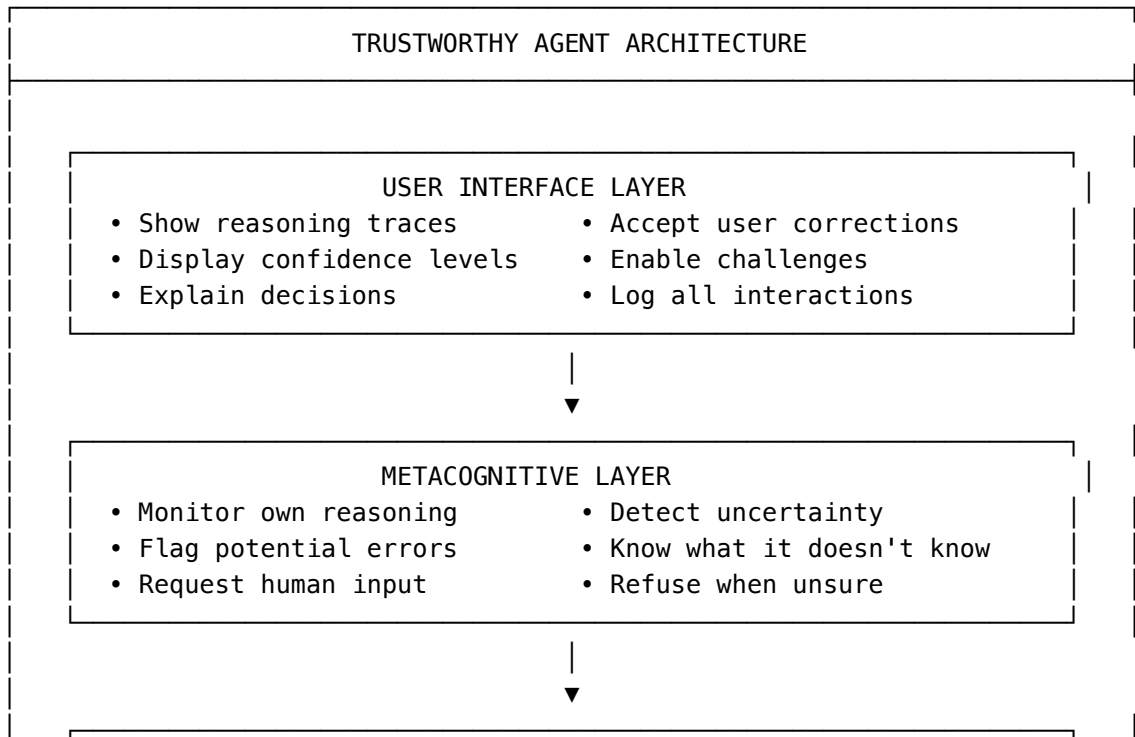 TRUSTWORTHY AGENT ARCHITECTURE
USER INTERFACE LAYER
• Show reasoning traces • Accept user corrections
• Display confidence levels • Enable challenges
• Explain decisions • Log all interactions
▼
METACOGNITIVE LAYER
• Monitor own reasoning • Detect uncertainty
• Flag potential errors • Know what it doesn't know
• Request human input • Refuse when unsure
▼